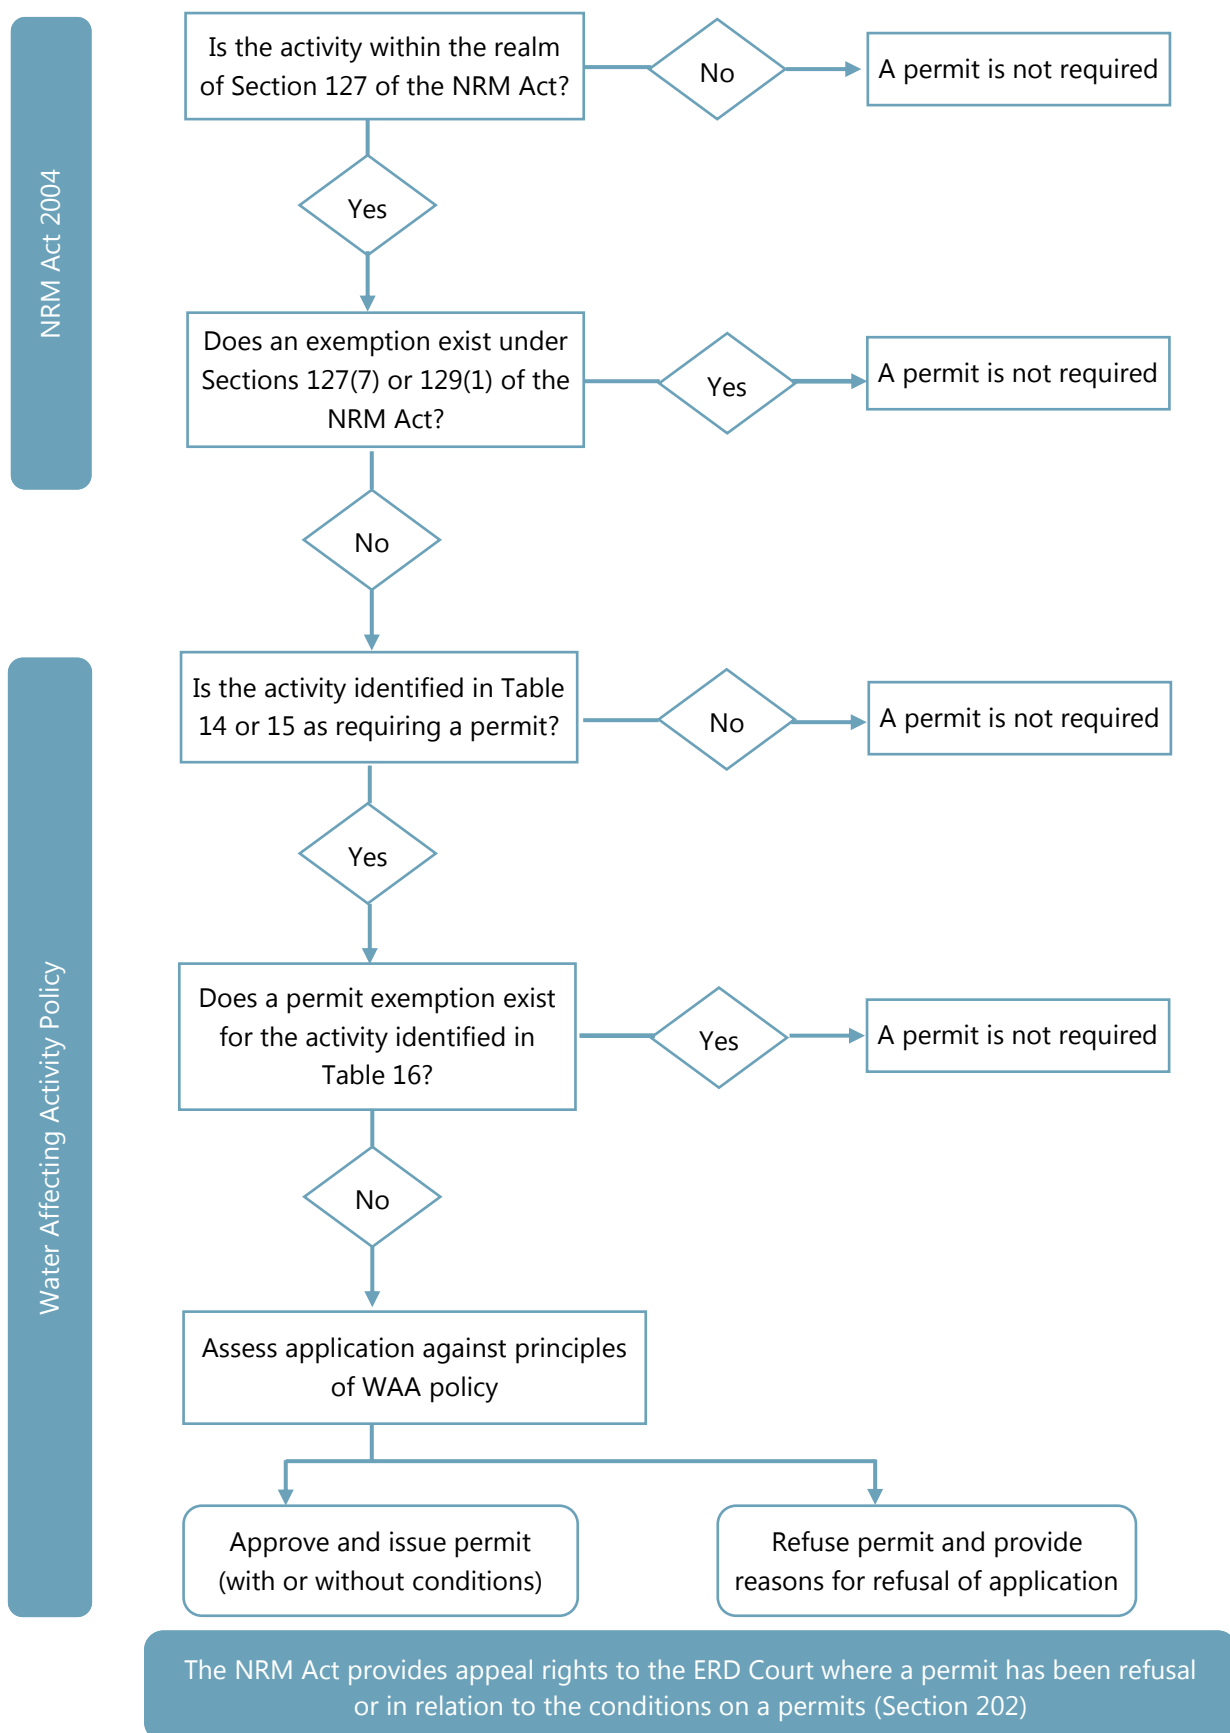 NRM Act 2004
Is the activity within the realm
of Section 127 of the NRM Act?
No
A permit is not required
Yes
Does an exemption exist under
Sections 127(7) or 129(1) of the
NRM Act?
Yes
A permit is not required
No
Water Affecting Activity Policy
Is the activity identified in Table
14 or 15 as requiring a permit?
No
A permit is not required
Yes
Does a permit exemption exist
for the activity identified in
Table 16?
Yes
A permit is not required
No
Assess application against principles
of WAA policy
Approve and issue permit
(with or without conditions)
Refuse permit and provide
reasons for refusal of application
The NRM Act provides appeal rights to the ERD Court where a permit has been refusal
or in relation to the conditions on a permits (Section 202)